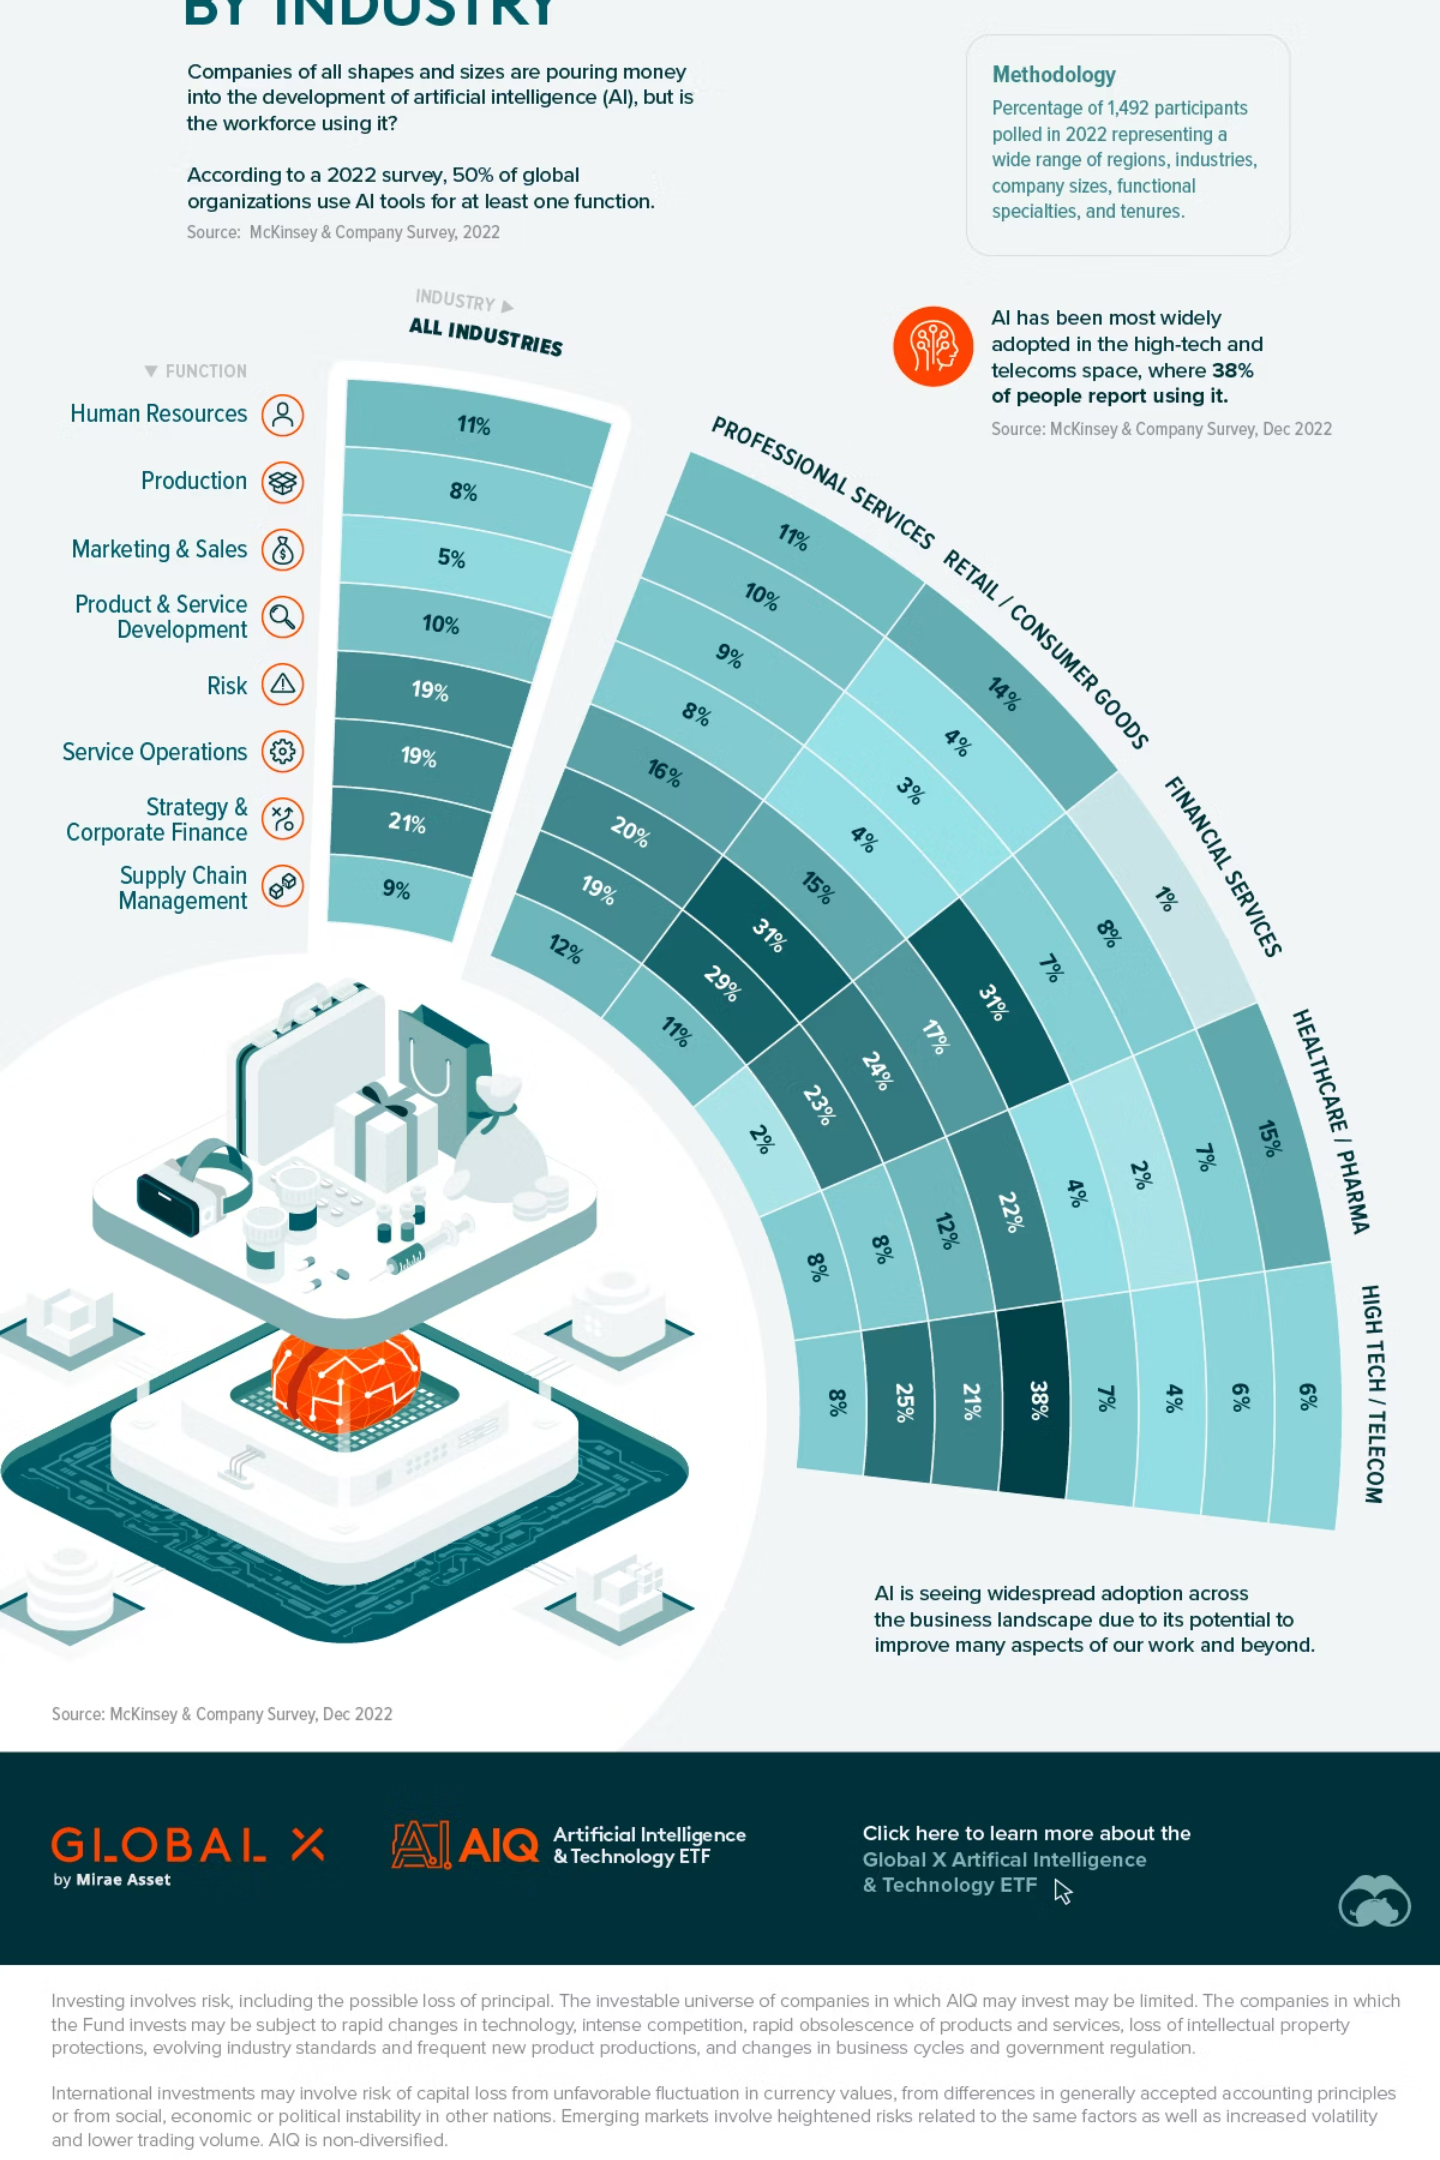 BY INDUSTRY
Companies of all shapes and sizes are pouring money
into the development of artificial intelligence (AI), but is
the workforce using it?
According to a 2022 survey, 50% of global
organizations use AI tools for at least one function.
Source: McKinsey & Company Survey, 2022
Methodology
Percentage of 1,492 participants
polled in 2022 representing a
wide range of regions, industries,
company sizes, functional
specialties, and tenures.
AI has been most widely
adopted in the high-tech and
telecoms space, where 38%
of people report using it.
Source: McKinsey & Company Survey, Dec 2022
INDUSTRY ▶
ALL INDUSTRIES
▼ FUNCTION
Human Resources
Production
Marketing & Sales
Product & Service
Development
Risk
Service Operations
Strategy &
Corporate Finance
Supply Chain
Management
11%
8%
5%
10%
19%
19%
21%
9%
PROFESSIONAL SERVICES
11%
10%
9%
8%
16%
20%
19%
12%
RETAIL / CONSUMER GOODS
14%
4%
3%
4%
15%
31%
29%
11%
FINANCIAL SERVICES
1%
8%
7%
31%
17%
24%
23%
2%
HEALTHCARE / PHARMA
15%
7%
2%
4%
22%
12%
8%
8%
HIGH TECH / TELECOM
6%
6%
4%
7%
38%
21%
25%
8%
AI is seeing widespread adoption across
the business landscape due to its potential to
improve many aspects of our work and beyond.
Source: McKinsey & Company Survey, Dec 2022
GLOBAL X
by Mirae Asset
AI AIQ
Artificial Intelligence
& Technology ETF
Click here to learn more about the
Global X Artifical Intelligence
& Technology ETF
Investing involves risk, including the possible loss of principal. The investable universe of companies in which AIQ may invest may be limited. The companies in which
the Fund invests may be subject to rapid changes in technology, intense competition, rapid obsolescence of products and services, loss of intellectual property
protections, evolving industry standards and frequent new product productions, and changes in business cycles and government regulation.
International investments may involve risk of capital loss from unfavorable fluctuation in currency values, from differences in generally accepted accounting principles
or from social, economic or political instability in other nations. Emerging markets involve heightened risks related to the same factors as well as increased volatility
and lower trading volume. AIQ is non-diversified.